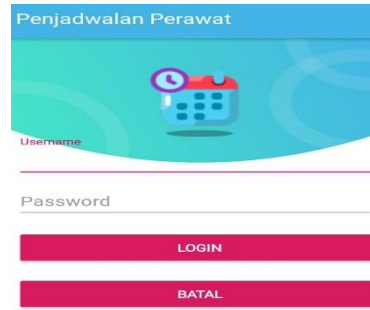 Penjadwalan Perawat
Username
Password
LOGIN
BATAL